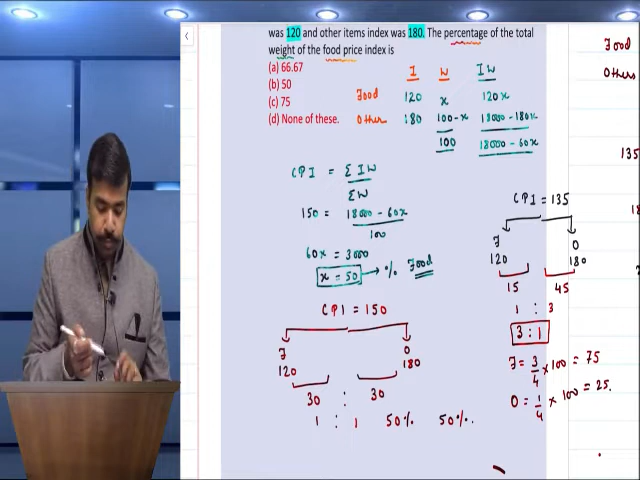 was 120 and other items index was 180. The percentage of the total
weight of the food price index is
(a) 66.67
(b) 50
(c) 75
(d) None of these.
I W IW
Food 120 x 120x
Other 180 100-x 18000-180x
100 18000-60x
CPI = ΣIW
ΣW
150 = 18000-60x
100
60x = 3000
x = 50 → % Food
CPI = 150
F O
120 180
30 : 30
1 : 1 50% 50%.
CPI = 135
F O
120 180
15 45
1 : 3
3 : 1
F = 3/4 × 100 = 75
O = 1/4 × 100 = 25.
Food
Others
135